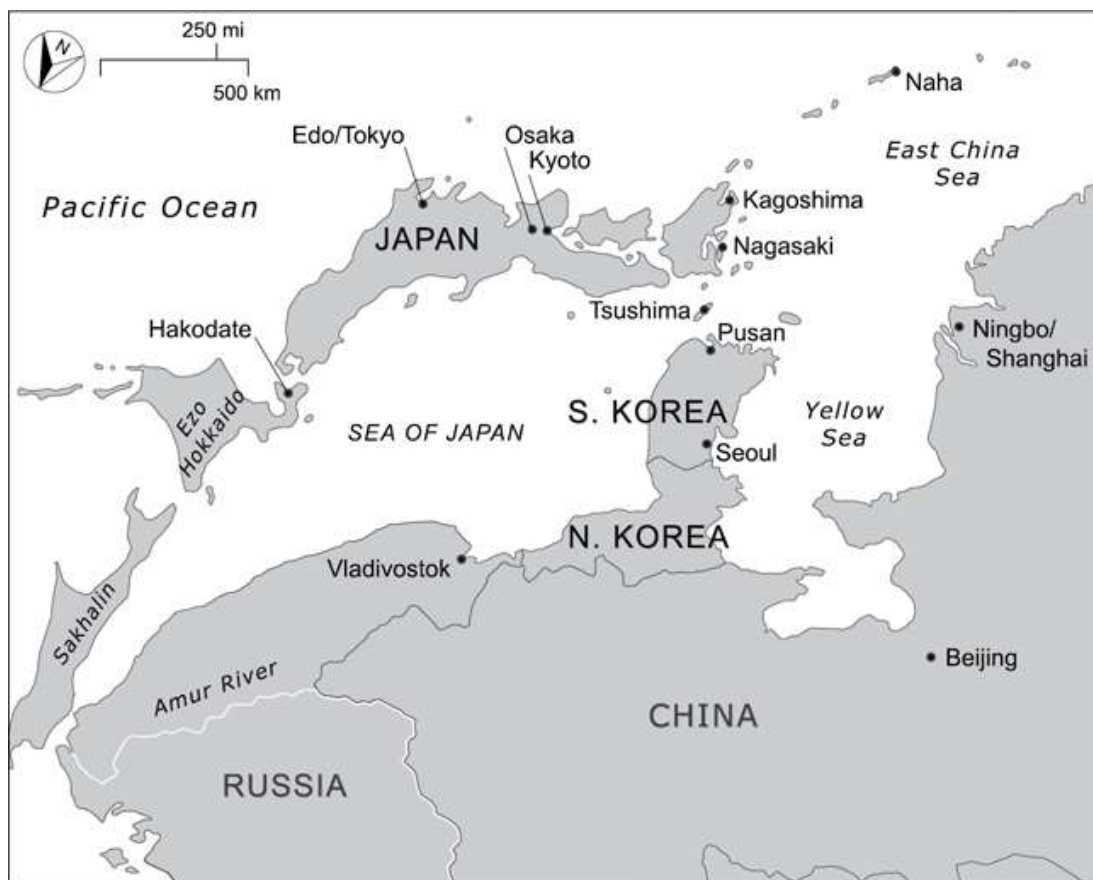 250 mi
N
500 km
Naha
Edo/Tokyo
Osaka
Kyoto
East China
Sea
Pacific Ocean
Kagoshima
JAPAN
Nagasaki
Tsushima
Hakodate
Pusan
Ningbo/
Shanghai
Ezo
Hokkaido
S. KOREA
Yellow
Sea
SEA OF JAPAN
Seoul
N. KOREA
Vladivostok
Sakhalin
Beijing
Amur River
CHINA
RUSSIA